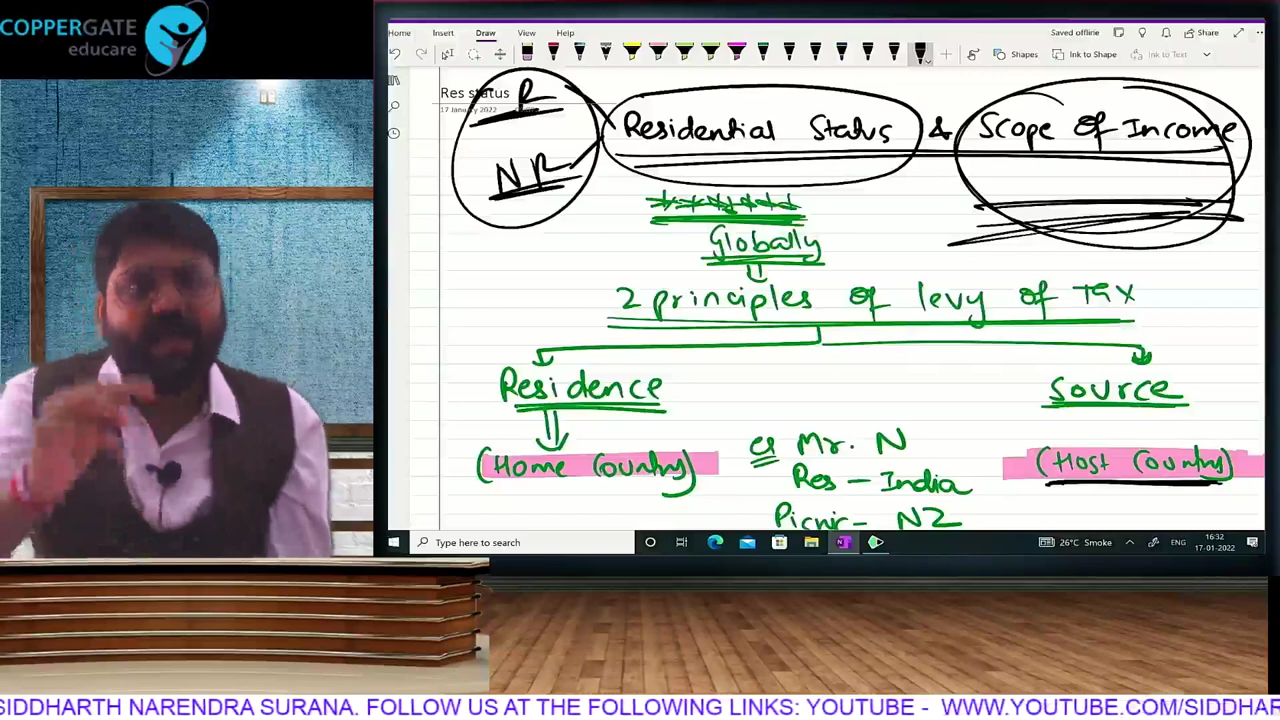 COPPERGATE
educare
Home Insert Draw View Help
Saved offline
Share
Shapes
Ink to Shape
Ink to Text
Res status
17 January 2022
R
NR
Residential Status & Scope of Income
Globally
2 principles of levy of Tax
Residence
Source
(Home Country)
eg Mr. N
(Host Country)
Res - India
Picnic - NZ
Type here to search
26°C Smoke
ENG
16:32
17-01-2022
SIDDHARTH NARENDRA SURANA. FOLLOW US AT THE FOLLOWING LINKS: YOUTUBE - WWW.YOUTUBE.COM/SIDDHAR